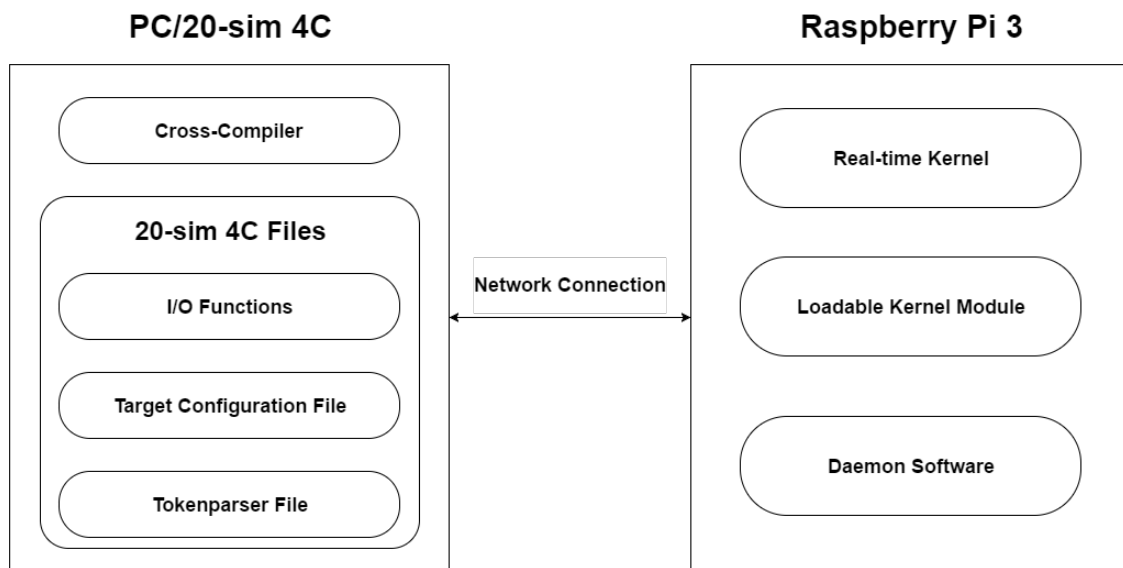 PC/20-sim 4C
Raspberry Pi 3
Cross-Compiler
20-sim 4C Files
I/O Functions
Target Configuration File
Tokenparser File
Network Connection
Real-time Kernel
Loadable Kernel Module
Daemon Software